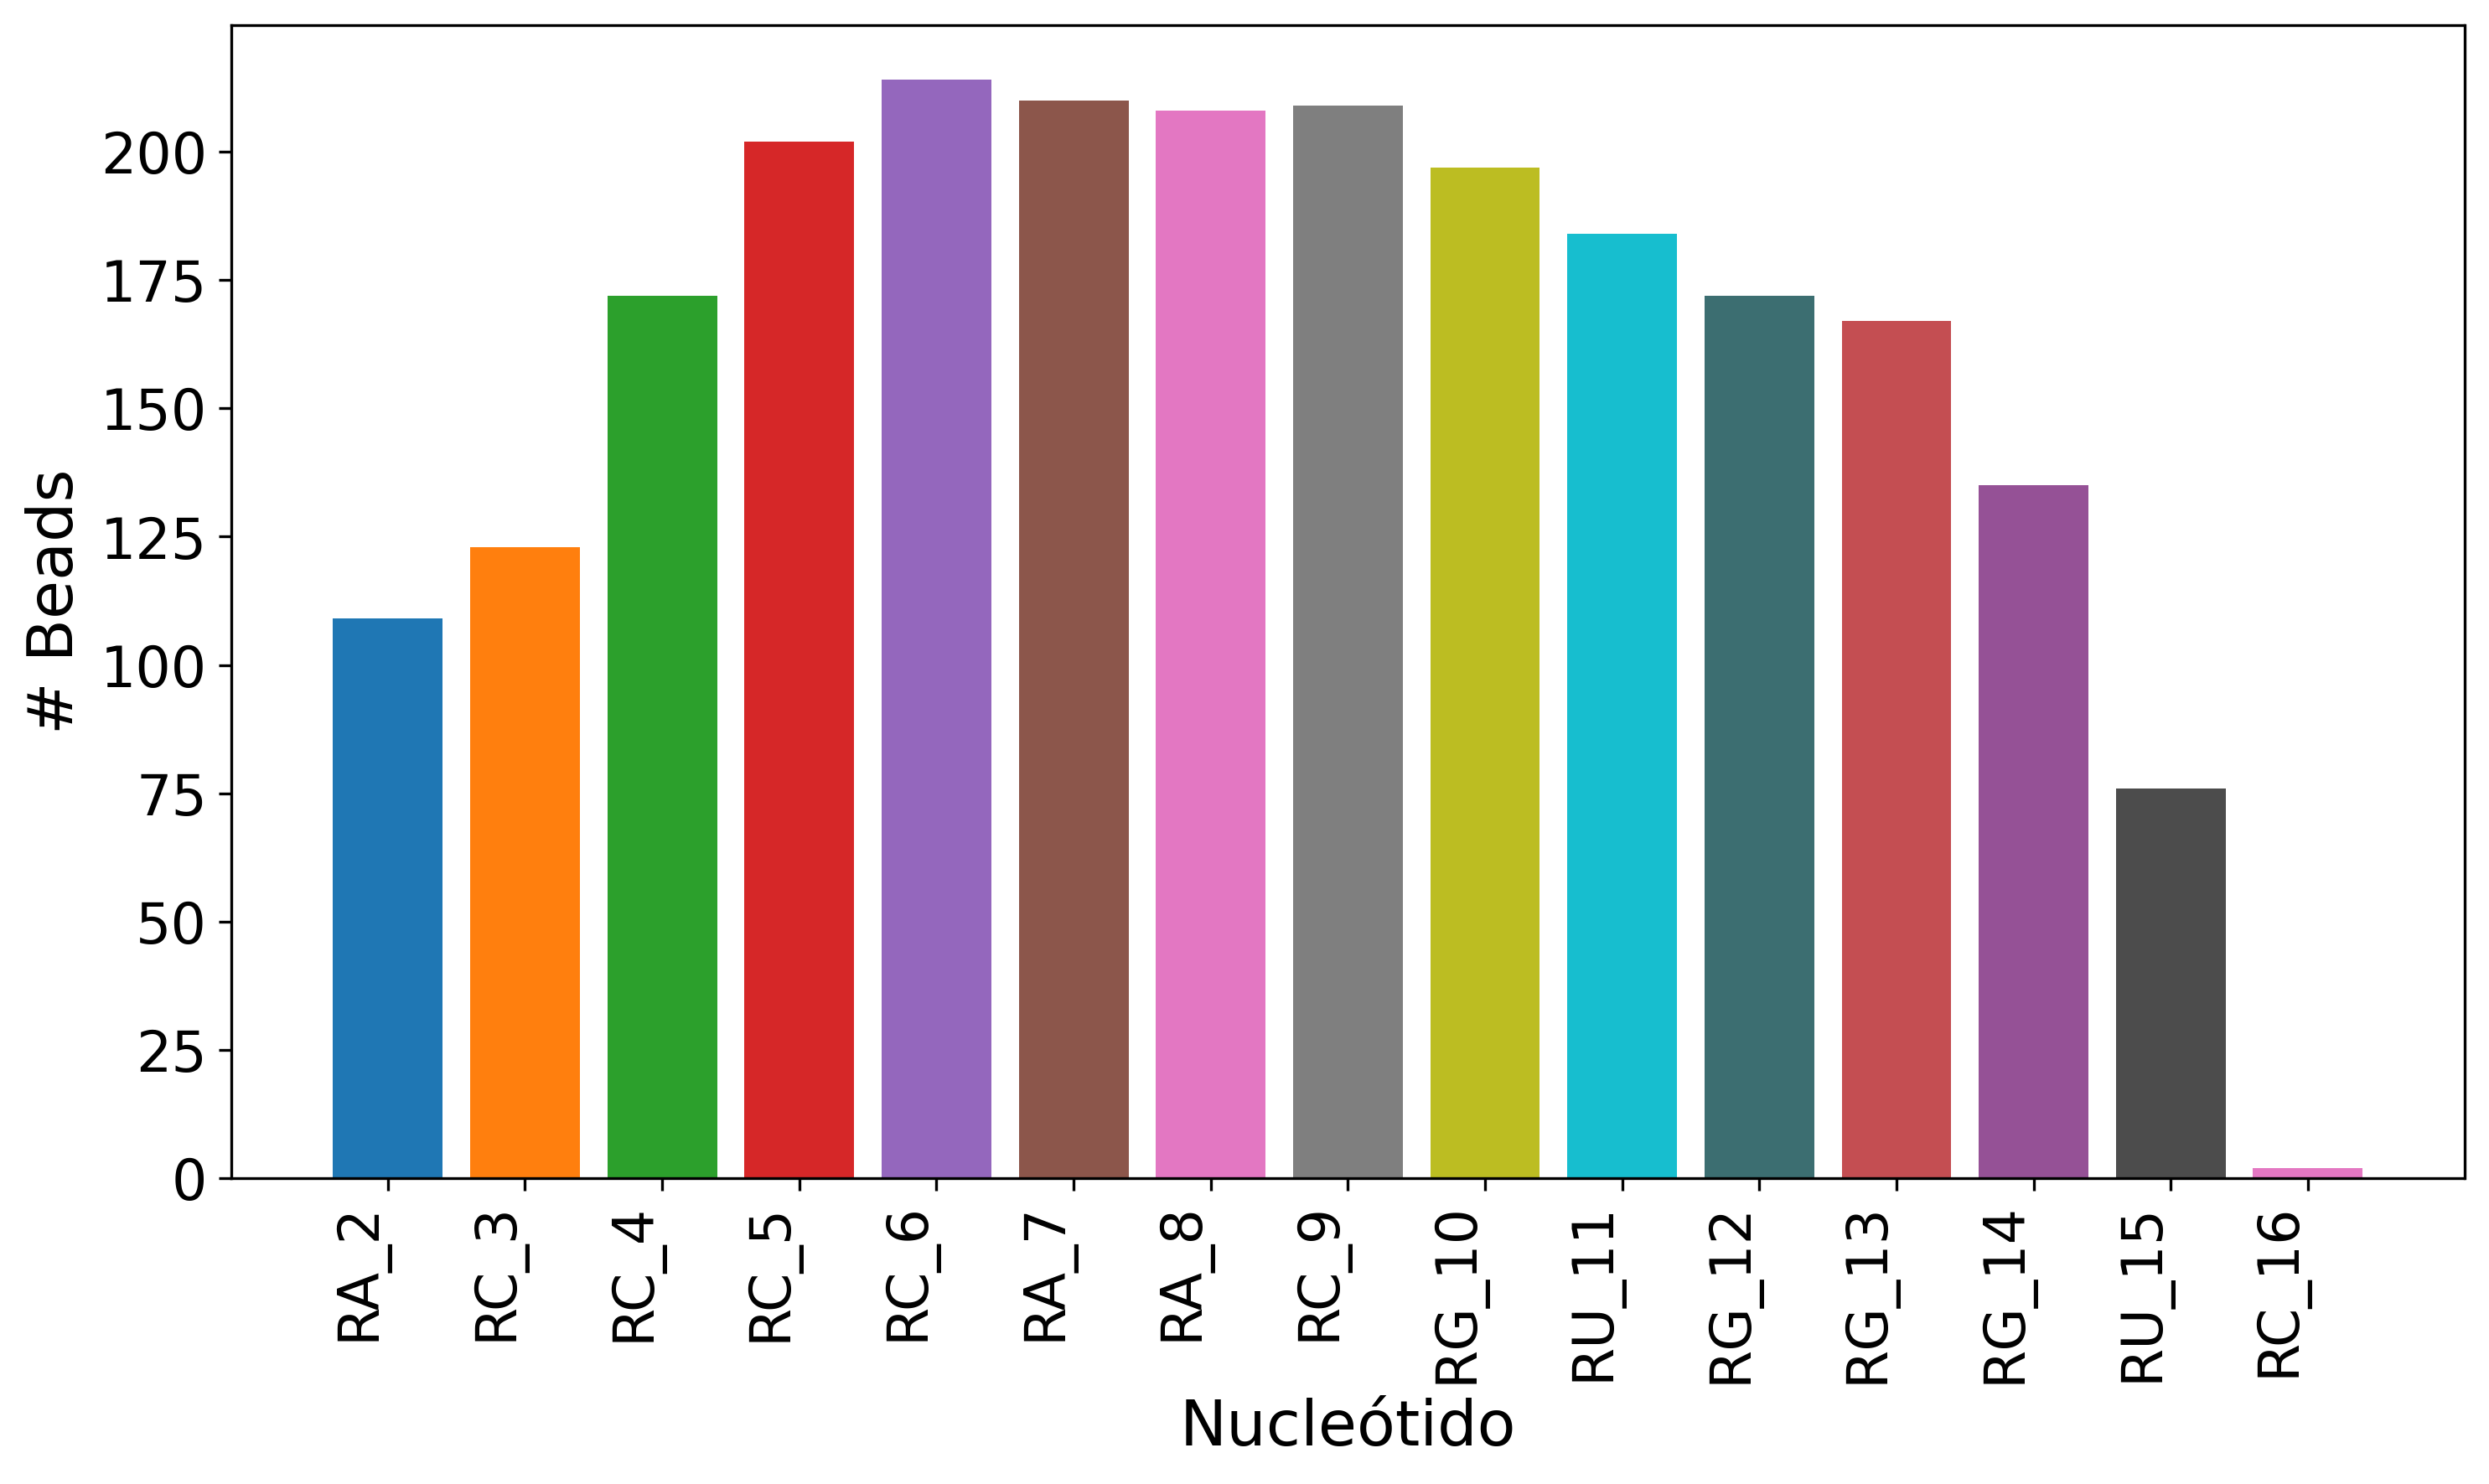 # Beads
200
175
150
125
100
75
50
25
0
RA_2
RC_3
RC_4
RC_5
RC_6
RA_7
RA_8
RC_9
RG_10
RU_11
RG_12
RG_13
RG_14
RU_15
RC_16
Nucleótido